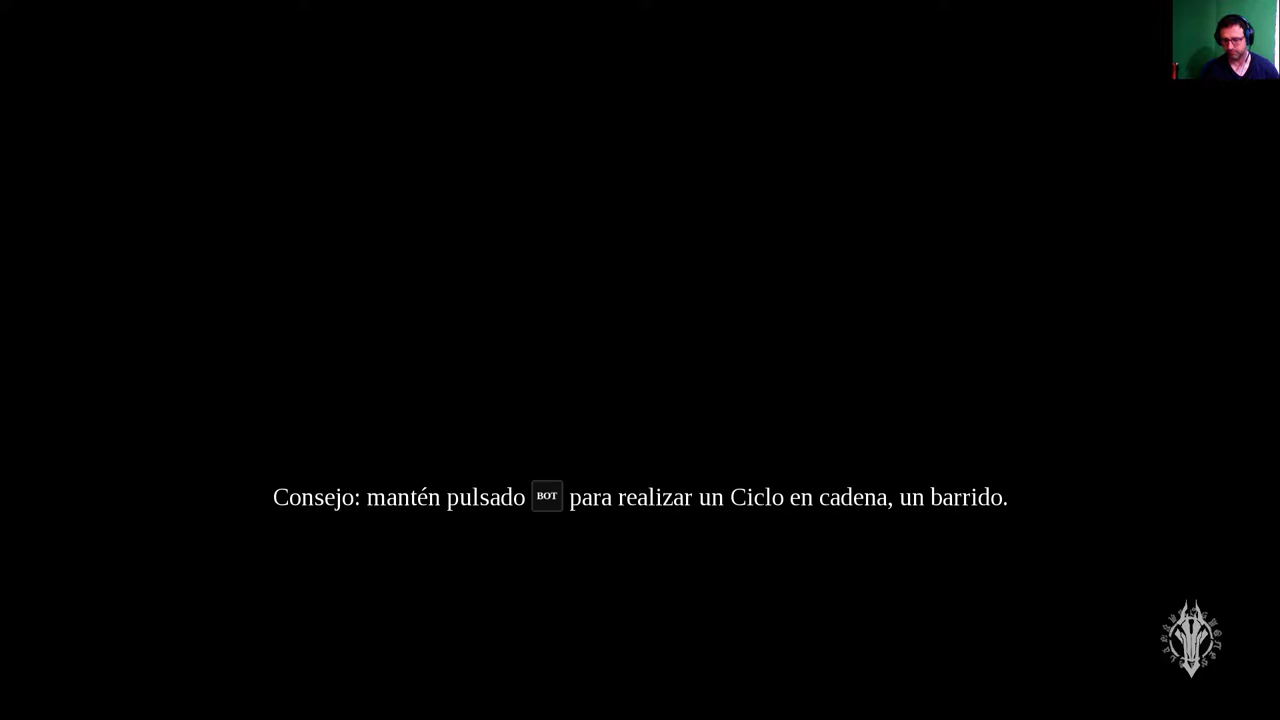 Consejo: mantén pulsado BOT para realizar un Ciclo en cadena, un barrido.